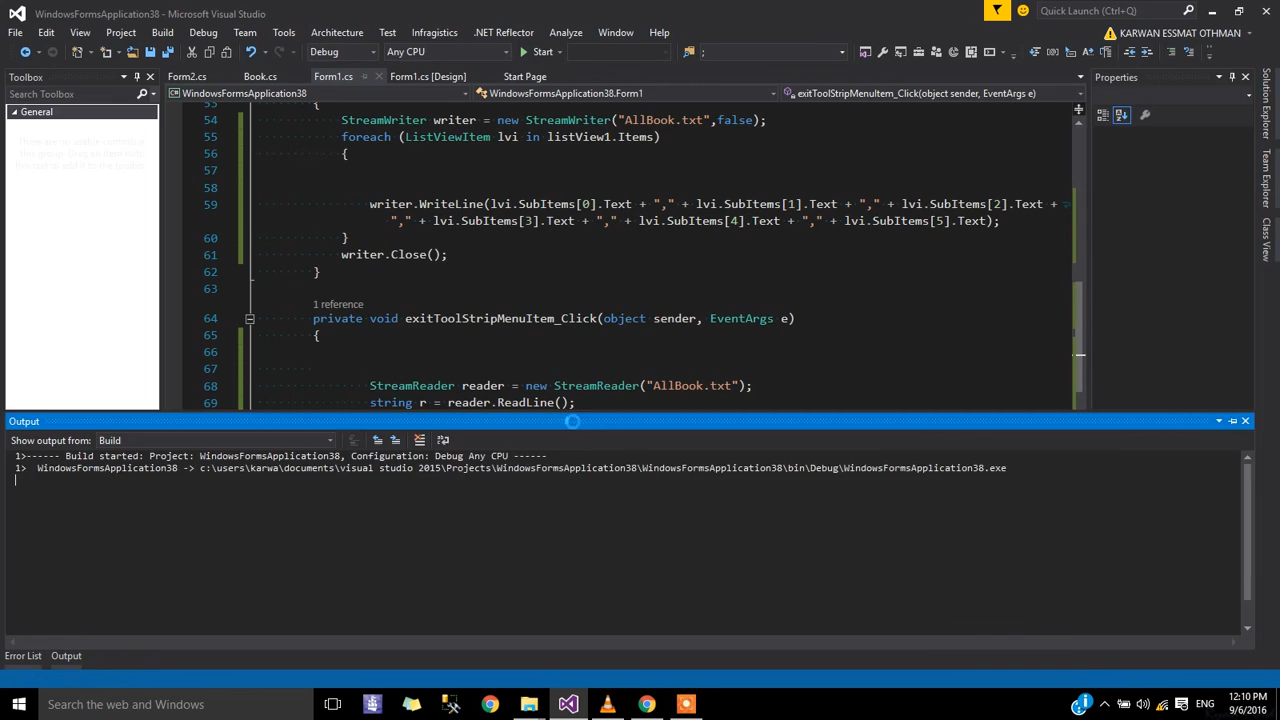 WindowsFormsApplication38 - Microsoft Visual Studio
Quick Launch (Ctrl+Q)
File Edit View Project Build Debug Team Tools Architecture Test .NET Reflector Analyze Window Help
KARWAN ESSMAT OTHMAN
Debug Any CPU Start ;
Toolbox
Form2.cs Book.cs Form1.cs Form1.cs [Design] Start Page
Properties
Search Toolbox
WindowsFormsApplication38 WindowsFormsApplication38.Form1 exitToolStripMenuItem_Click(object sender, EventArgs e)
General
53 {
54 StreamWriter writer = new StreamWriter("AllBook.txt",false);
55 foreach (ListViewItem lvi in listView1.Items)
56 {
57
58
59 writer.WriteLine(lvi.SubItems[0].Text + "," + lvi.SubItems[1].Text + "," + lvi.SubItems[2].Text +
"," + lvi.SubItems[3].Text + "," + lvi.SubItems[4].Text + "," + lvi.SubItems[5].Text);
60 }
61 writer.Close();
62 }
63
1 reference
64 private void exitToolStripMenuItem_Click(object sender, EventArgs e)
65 {
66
67
68 StreamReader reader = new StreamReader("AllBook.txt");
69 string r = reader.ReadLine();
Solution Explorer
Team Explorer
Class View
Output
Show output from: Build
1>------ Build started: Project: WindowsFormsApplication38, Configuration: Debug Any CPU ------
1> WindowsFormsApplication38 -> c:\users\karwa\documents\visual studio 2015\Projects\WindowsFormsApplication38\WindowsFormsApplication38\bin\Debug\WindowsFormsApplication38.exe
Error List Output
Search the web and Windows
ENG
12:10 PM
9/6/2016